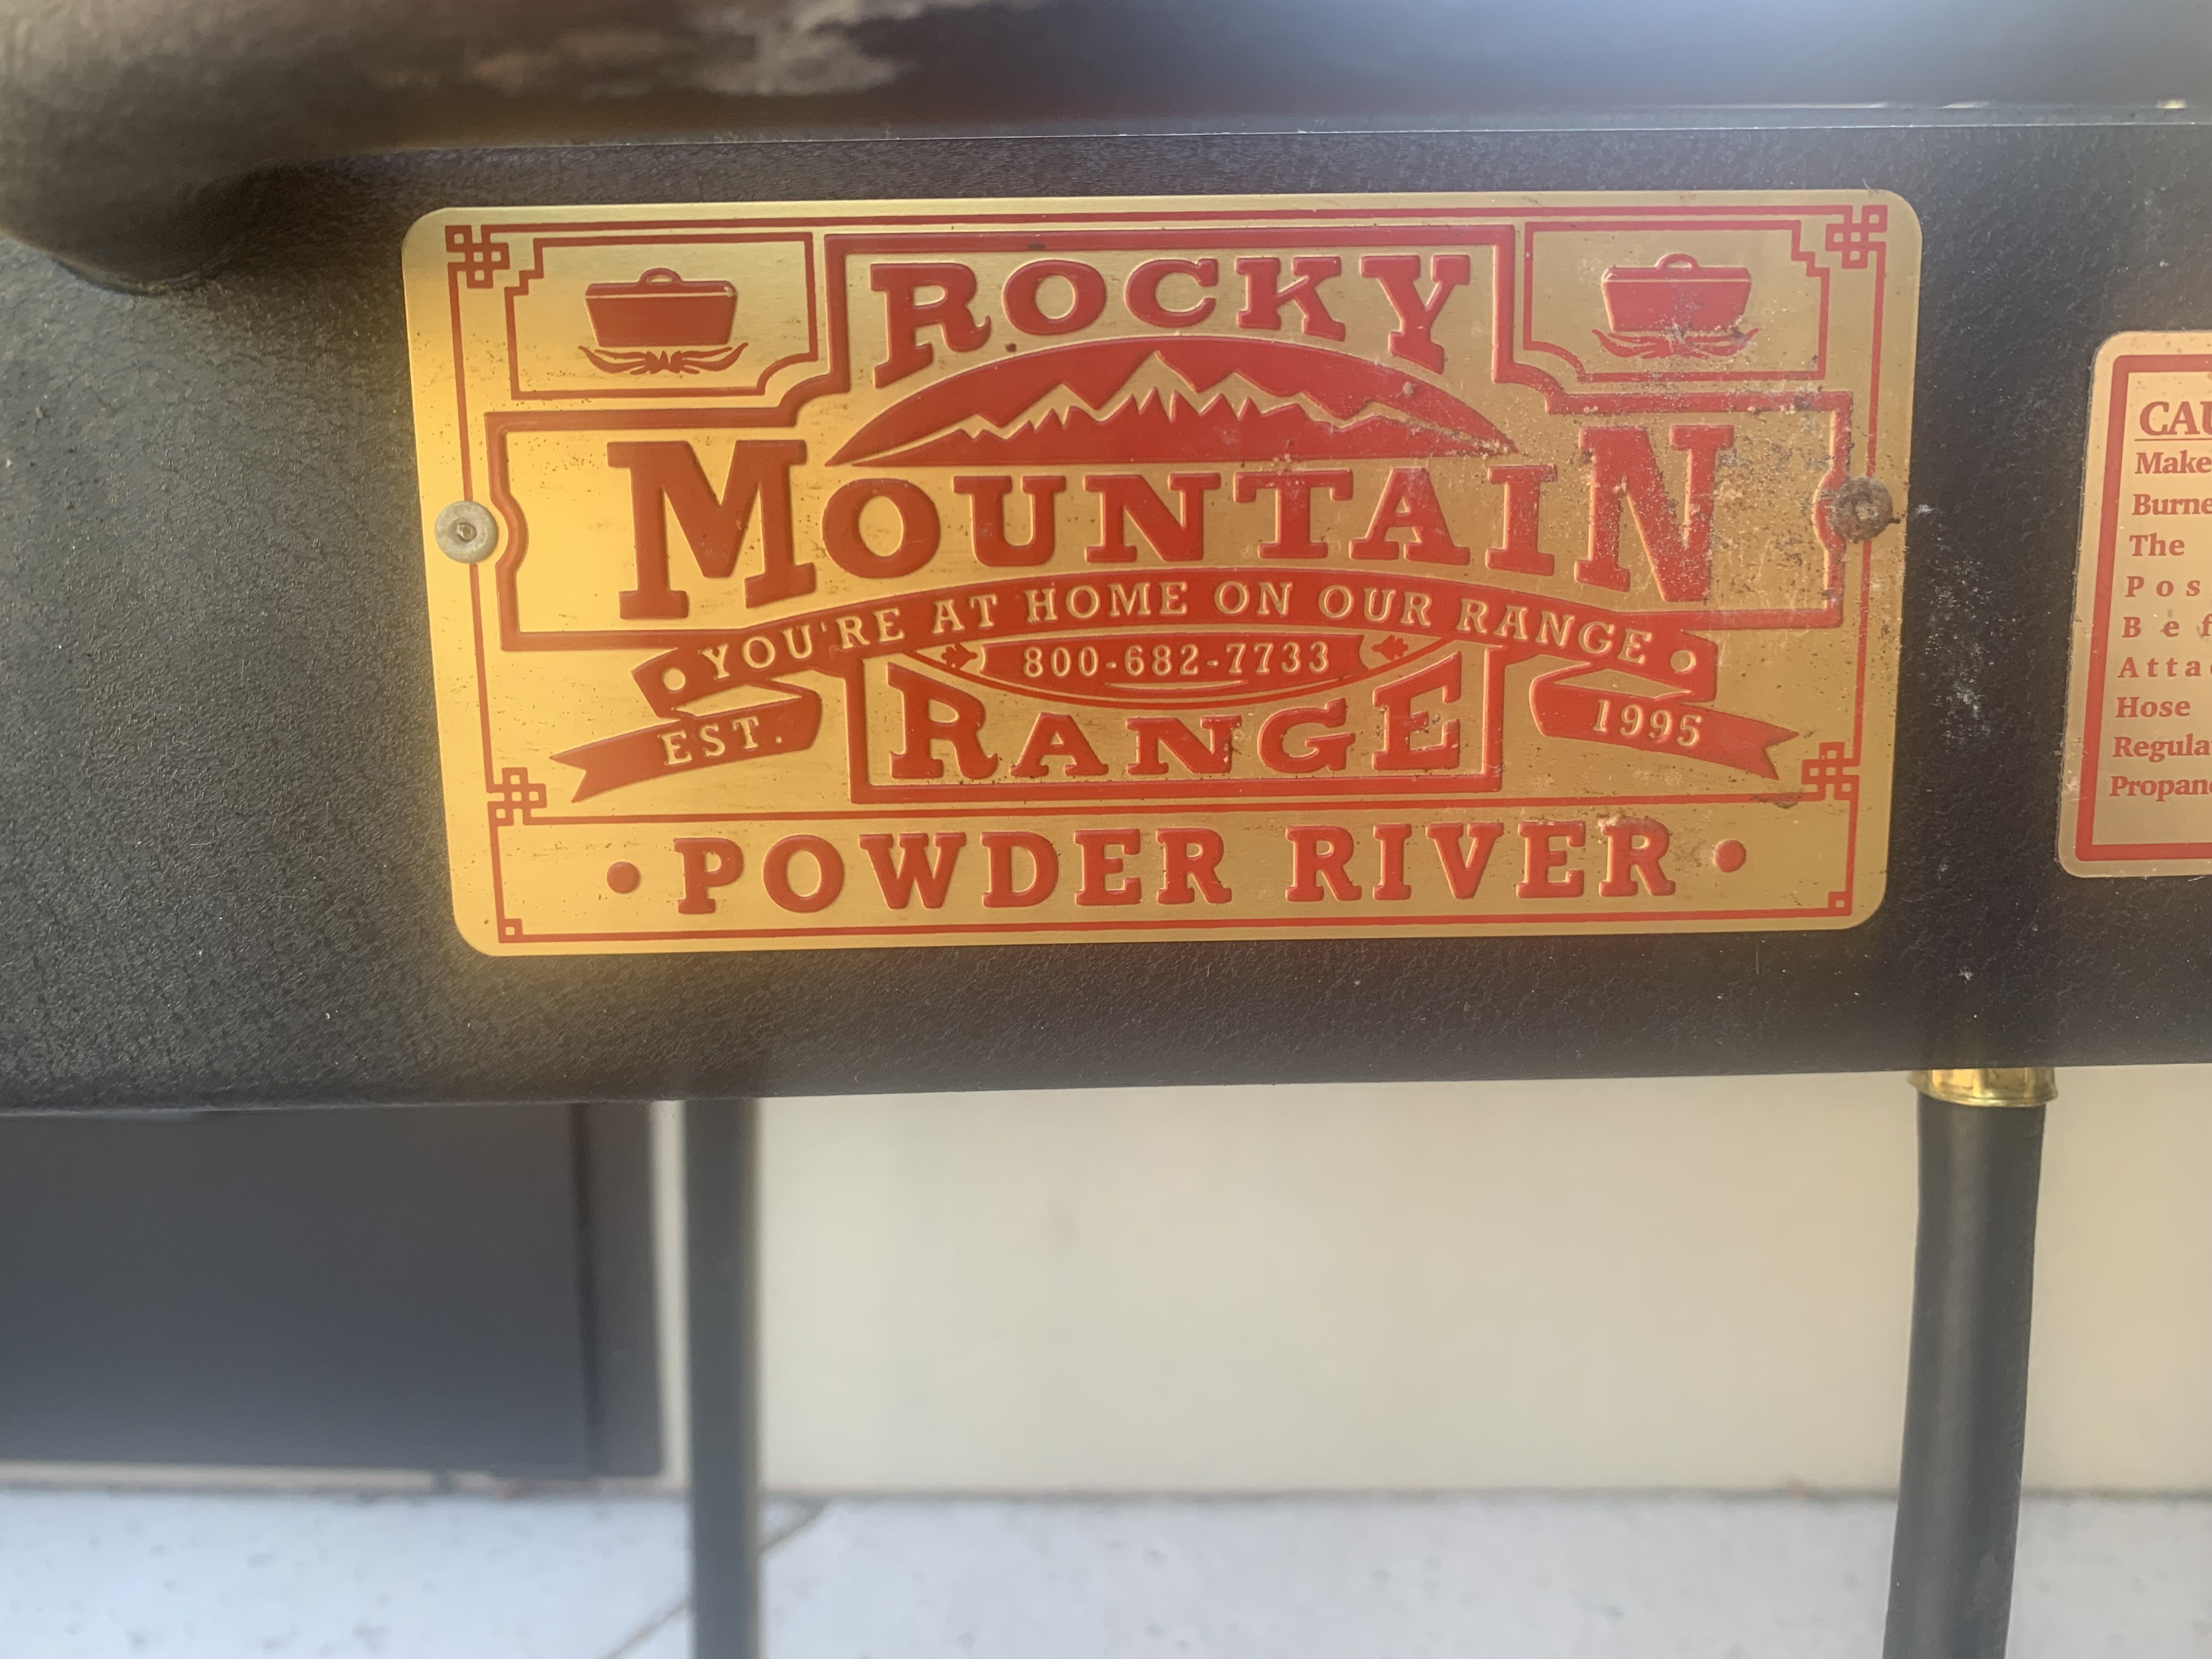 ROCKY
MOUNTAIN
YOU'RE AT HOME ON OUR RANGE
800-682-7733
RANGE
EST. 1995
POWDER RIVER
Make
The
Hose